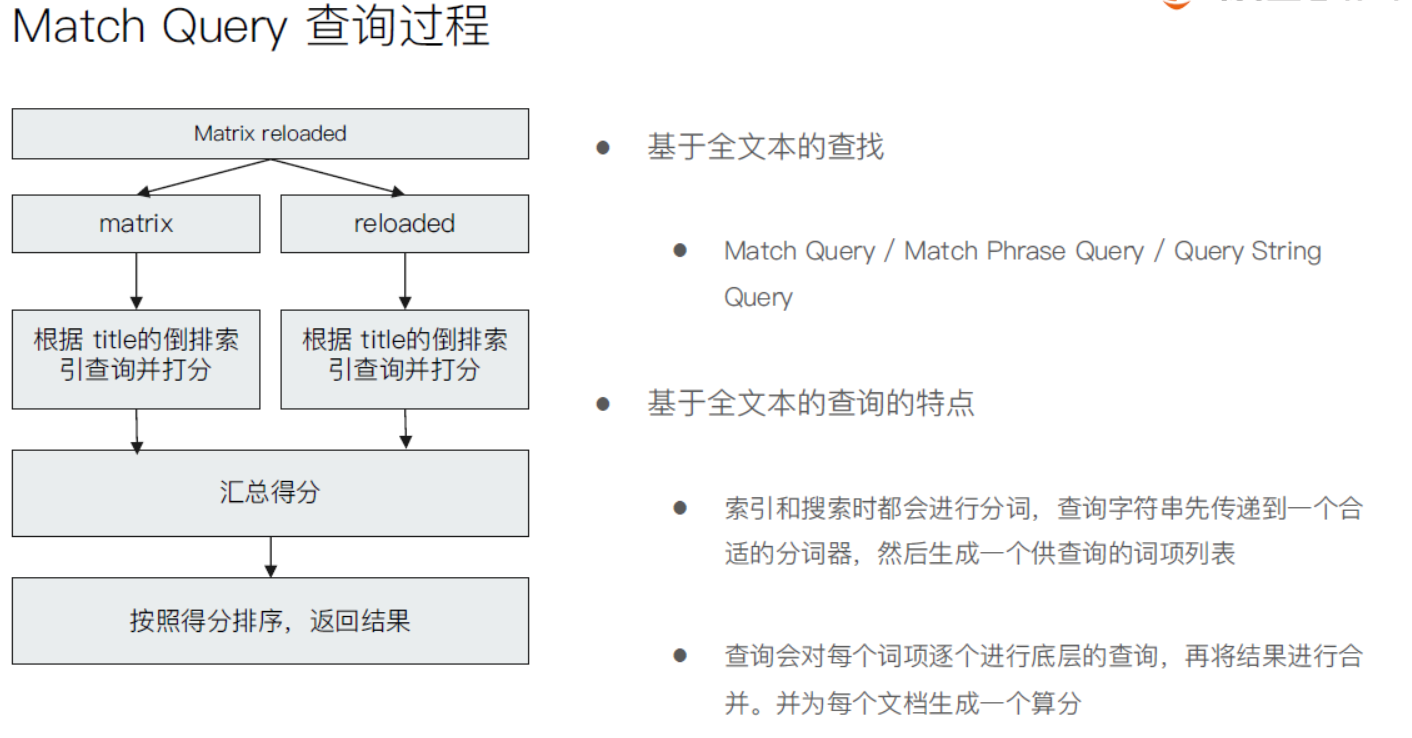 Match Query 查询过程
Matrix reloaded
matrix
reloaded
根据 title的倒排索
引查询并打分
根据 title的倒排索
引查询并打分
汇总得分
按照得分排序，返回结果
基于全文本的查找
Match Query / Match Phrase Query / Query String
Query
基于全文本的查询的特点
索引和搜索时都会进行分词，查询字符串先传递到一个合
适的分词器，然后生成一个供查询的词项列表
查询会对每个词项逐个进行底层的查询，再将结果进行合
并。并为每个文档生成一个算分